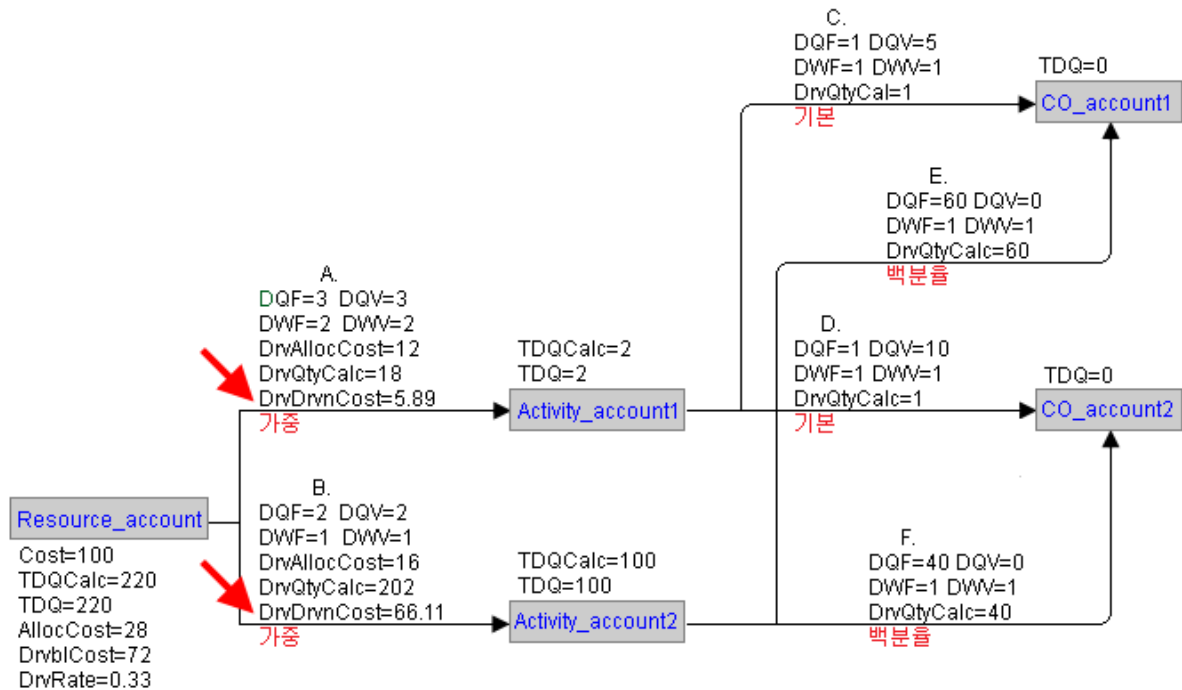 C.
DQF=1 DQV=5
DWF=1 DWV=1
DrvQtyCal=1
기본
TDQ=0
CO_account1
E.
DQF=60 DQV=0
DWF=1 DWV=1
DrvQtyCalc=60
백분율
A.
DQF=3 DQV=3
DWF=2 DWV=2
DrvAllocCost=12
DrvQtyCalc=18
DrvDrvnCost=5.89
가중
TDQCalc=2
TDQ=2
Activity_account1
D.
DQF=1 DQV=10
DWF=1 DWV=1
DrvQtyCalc=1
기본
TDQ=0
CO_account2
Resource_account
Cost=100
TDQCalc=220
TDQ=220
AllocCost=28
DrvblCost=72
DrvRate=0.33
B.
DQF=2 DQV=2
DWF=1 DWV=1
DrvAllocCost=16
DrvQtyCalc=202
DrvDrvnCost=66.11
가중
TDQCalc=100
TDQ=100
Activity_account2
F.
DQF=40 DQV=0
DWF=1 DWV=1
DrvQtyCalc=40
백분율